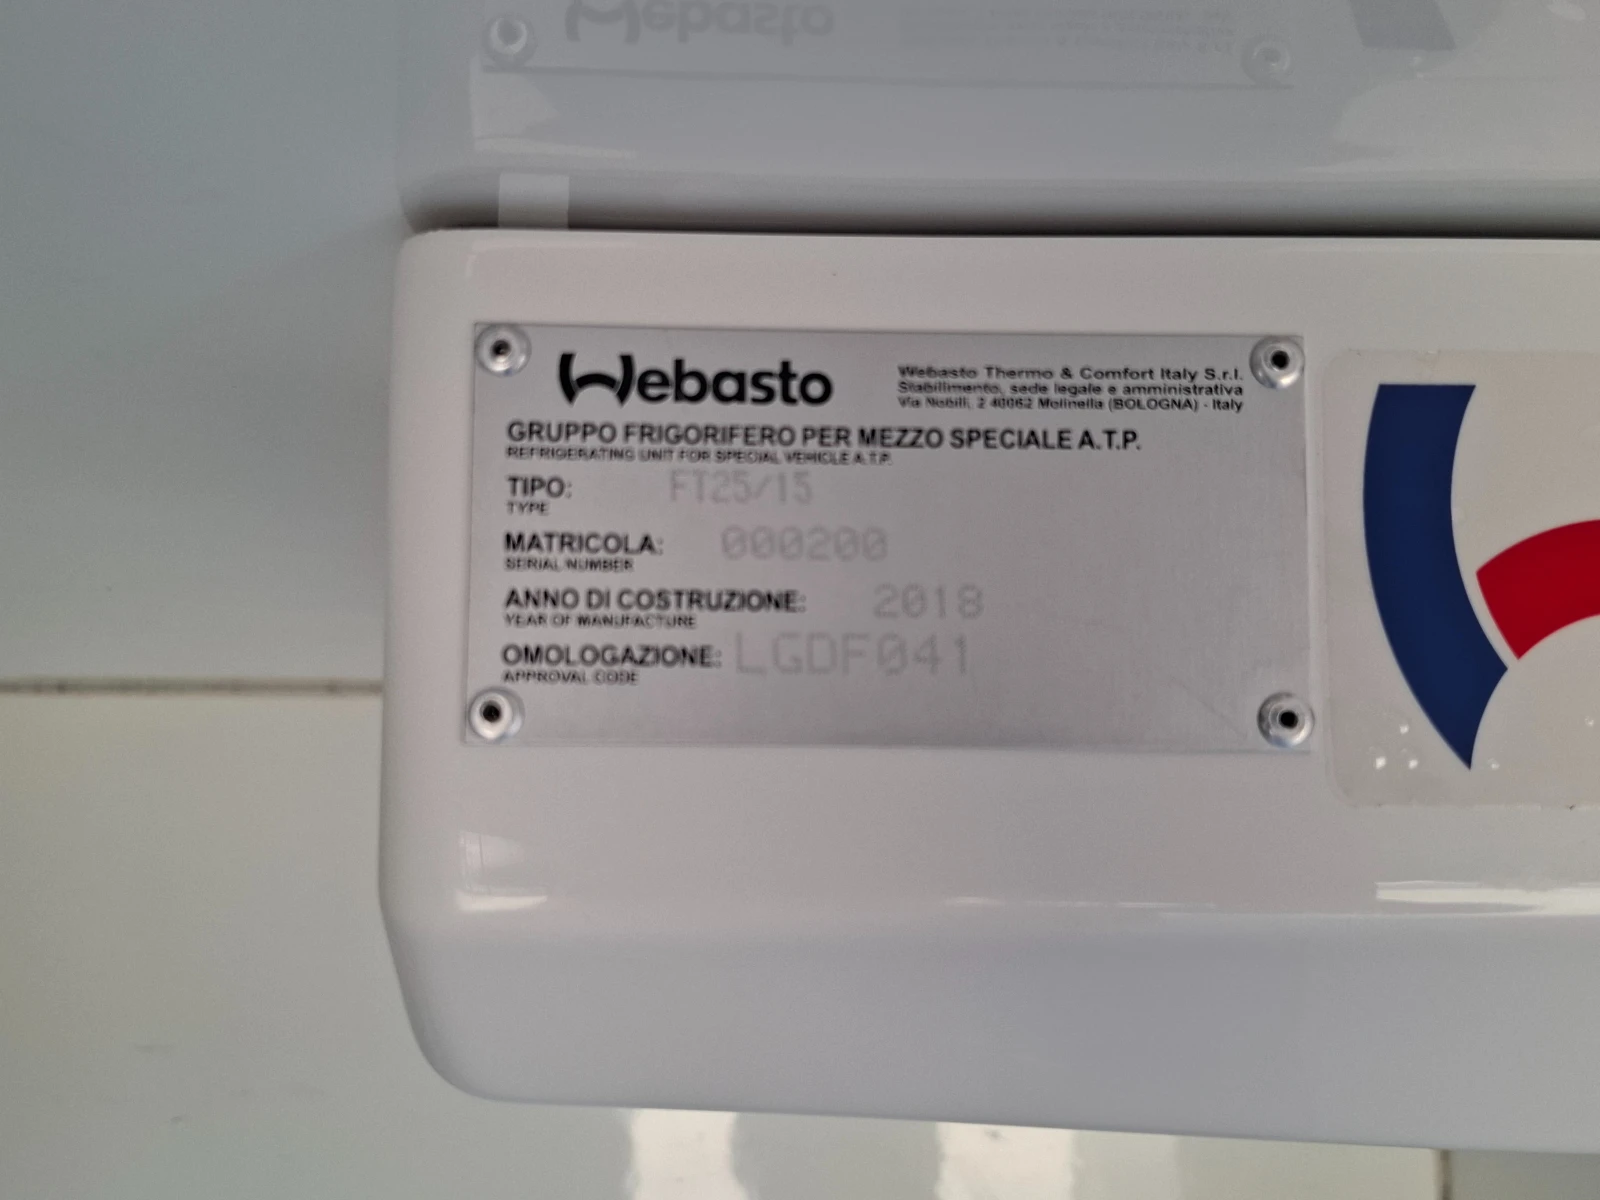 Webasto
Webasto Thermo & Comfort Italy S.r.l.
Stabilimento, sede legale e amministrativa
Via Nobili, 2 40062 Molinella (BOLOGNA) - Italy
GRUPPO FRIGORIFERO PER MEZZO SPECIALE A.T.P.
REFRIGERATING UNIT FOR SPECIAL VEHICLE A.T.P.
TIPO: FT25/15
TYPE
MATRICOLA: 000200
SERIAL NUMBER
ANNO DI COSTRUZIONE: 2018
YEAR OF MANUFACTURE
OMOLOGAZIONE: LGDF041
APPROVAL CODE